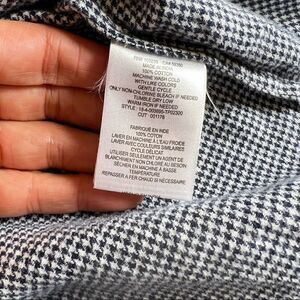 MADE IN INDIA
100% COTTON
MACHINE WASH COLD
WITH LIKE COLORS
GENTLE CYCLE
ONLY NON-CHLORINE BLEACH IF NEEDED
TUMBLE DRY LOW
WARM IRON IF NEEDED
CUT : 001178
FABRIQUÉ EN INDE
100% COTON
LAVER EN MACHINE À L'EAU FROIDE
LAVER AVEC COULEURS SIMILAIRES
CYCLE DÉLICAT
UTILISER SEULEMENT UN AGENT DE
BLANCHIMENT NON CHLORÉ AU BESOIN
SÉCHER EN MACHINE À BASSE
TEMPÉRATURE
REPASSER À FER CHAUD SI NÉCESSAIRE